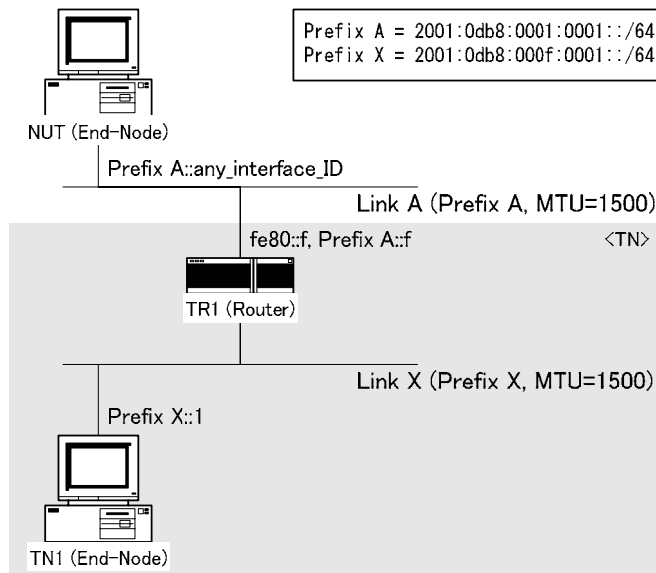 Prefix A = 2001:0db8:0001:0001::/64
Prefix X = 2001:0db8:000f:0001::/64
NUT (End-Node)
Prefix A::any_interface_ID
Link A (Prefix A, MTU=1500)
fe80::f, Prefix A::f
<TN>
TR1 (Router)
Link X (Prefix X, MTU=1500)
Prefix X::1
TN1 (End-Node)